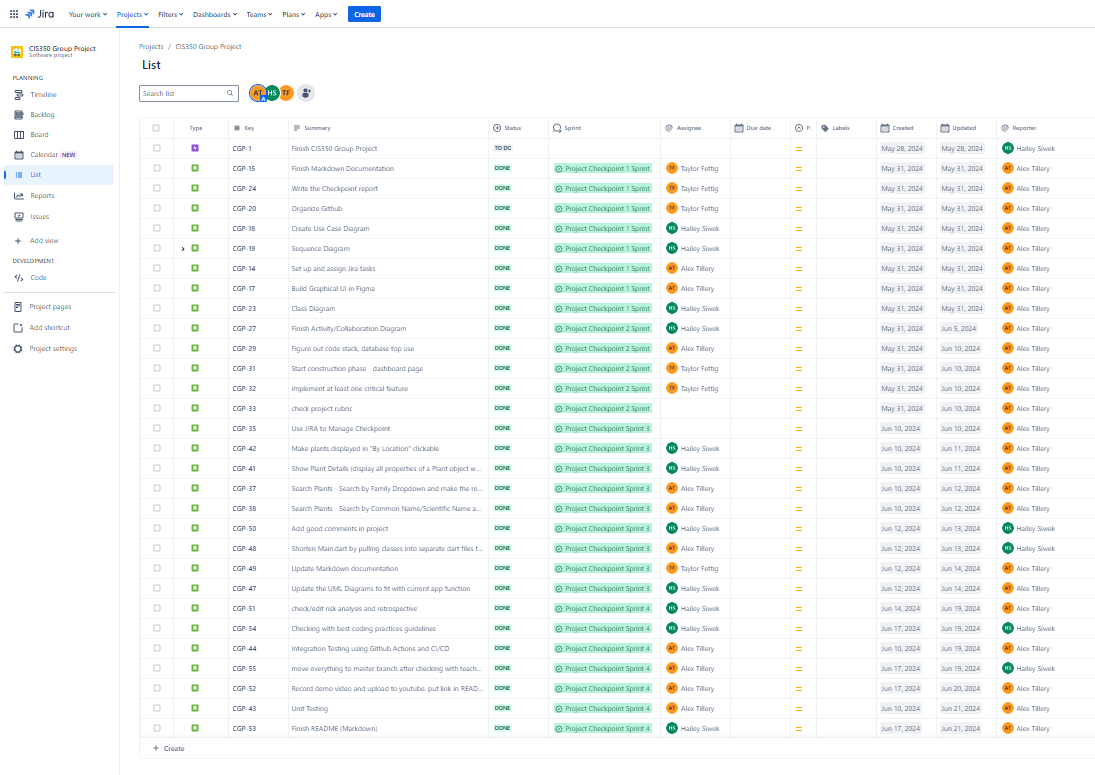 Jira Your work Projects Filters Dashboards Teams Plans Apps Create
CIS350 Group Project
Software project
PLANNING
Timeline
Backlog
Board
Calendar NEW
List
Reports
Issues
Add view
DEVELOPMENT
Code
Project pages
Add shortcut
Project settings
Projects / CIS350 Group Project
List
Search list AT A HS TF
Type Key Summary Status Sprint Assignee Due date P. Labels Created Updated Reporter
CGP-1 Finish CIS350 Group Project TO DO May 28, 2024 May 28, 2024 HS Hailey Siwek
CGP-15 Finish Markdown Documentation DONE Project Checkpoint 1 Sprint TF Taylor Fettig May 31, 2024 May 31, 2024 AT Alex Tillery
CGP-24 Write the Checkpoint report DONE Project Checkpoint 1 Sprint TF Taylor Fettig May 31, 2024 May 31, 2024 AT Alex Tillery
CGP-20 Organize Github DONE Project Checkpoint 1 Sprint TF Taylor Fettig May 31, 2024 May 31, 2024 AT Alex Tillery
CGP-18 Create Use Case Diagram DONE Project Checkpoint 1 Sprint HS Hailey Siwek May 31, 2024 May 31, 2024 AT Alex Tillery
CGP-19 Sequence Diagram DONE Project Checkpoint 1 Sprint HS Hailey Siwek May 31, 2024 May 31, 2024 AT Alex Tillery
CGP-14 Set up and assign Jira tasks DONE Project Checkpoint 1 Sprint AT Alex Tillery May 31, 2024 May 31, 2024 AT Alex Tillery
CGP-17 Build Graphical UI in Figma DONE Project Checkpoint 1 Sprint AT Alex Tillery May 31, 2024 May 31, 2024 AT Alex Tillery
CGP-23 Class Diagram DONE Project Checkpoint 1 Sprint HS Hailey Siwek May 31, 2024 May 31, 2024 AT Alex Tillery
CGP-27 Finish Activity/Collaboration Diagram DONE Project Checkpoint 2 Sprint HS Hailey Siwek May 31, 2024 Jun 5, 2024 AT Alex Tillery
CGP-29 Figure out code stack, database top use DONE Project Checkpoint 2 Sprint AT Alex Tillery May 31, 2024 Jun 10, 2024 AT Alex Tillery
CGP-31 Start construction phase - dashboard page DONE Project Checkpoint 2 Sprint TF Taylor Fettig May 31, 2024 Jun 10, 2024 AT Alex Tillery
CGP-32 implement at least one critical feature DONE Project Checkpoint 2 Sprint TF Taylor Fettig May 31, 2024 Jun 10, 2024 AT Alex Tillery
CGP-33 check project rubric DONE Project Checkpoint 2 Sprint May 31, 2024 Jun 10, 2024 AT Alex Tillery
CGP-35 Use JIRA to Manage Checkpoint DONE Project Checkpoint Sprint 3 Jun 10, 2024 Jun 10, 2024 AT Alex Tillery
CGP-42 Make plants displayed in "By Location" clickable DONE Project Checkpoint Sprint 3 HS Hailey Siwek Jun 10, 2024 Jun 11, 2024 AT Alex Tillery
CGP-41 Show Plant Details (display all properties of a Plant object w... DONE Project Checkpoint Sprint 3 HS Hailey Siwek Jun 10, 2024 Jun 11, 2024 AT Alex Tillery
CGP-37 Search Plants - Search by Family Dropdown and make the re... DONE Project Checkpoint Sprint 3 AT Alex Tillery Jun 10, 2024 Jun 12, 2024 AT Alex Tillery
CGP-38 Search Plants - Search by Common Name/Scientific Name a... DONE Project Checkpoint Sprint 3 AT Alex Tillery Jun 10, 2024 Jun 12, 2024 AT Alex Tillery
CGP-50 Add good comments in project DONE Project Checkpoint Sprint 3 HS Hailey Siwek Jun 12, 2024 Jun 13, 2024 HS Hailey Siwek
CGP-48 Shorten Main.dart by pulling classes into separate dart files t... DONE Project Checkpoint Sprint 3 AT Alex Tillery Jun 12, 2024 Jun 13, 2024 HS Hailey Siwek
CGP-49 Update Markdown documentation DONE Project Checkpoint Sprint 3 TF Taylor Fettig Jun 12, 2024 Jun 14, 2024 AT Alex Tillery
CGP-47 Update the UML Diagrams to fit with current app function DONE Project Checkpoint Sprint 3 HS Hailey Siwek Jun 12, 2024 Jun 14, 2024 AT Alex Tillery
CGP-51 check/edit risk analysis and retrospective DONE Project Checkpoint Sprint 4 HS Hailey Siwek Jun 14, 2024 Jun 19, 2024 AT Alex Tillery
CGP-54 Checking with best coding practices guidelines DONE Project Checkpoint Sprint 4 HS Hailey Siwek Jun 17, 2024 Jun 19, 2024 HS Hailey Siwek
CGP-44 Integration Testing using Github Actions and CI/CD DONE Project Checkpoint Sprint 4 AT Alex Tillery Jun 10, 2024 Jun 19, 2024 AT Alex Tillery
CGP-55 move everything to master branch after checking with teach... DONE Project Checkpoint Sprint 4 AT Alex Tillery Jun 17, 2024 Jun 19, 2024 HS Hailey Siwek
CGP-52 Record demo video and upload to youtube. put link in READ... DONE Project Checkpoint Sprint 4 AT Alex Tillery Jun 17, 2024 Jun 20, 2024 AT Alex Tillery
CGP-43 Unit Testing DONE Project Checkpoint Sprint 4 AT Alex Tillery Jun 10, 2024 Jun 21, 2024 AT Alex Tillery
CGP-53 Finish README (Markdown) DONE Project Checkpoint Sprint 4 HS Hailey Siwek Jun 17, 2024 Jun 21, 2024 AT Alex Tillery
+ Create